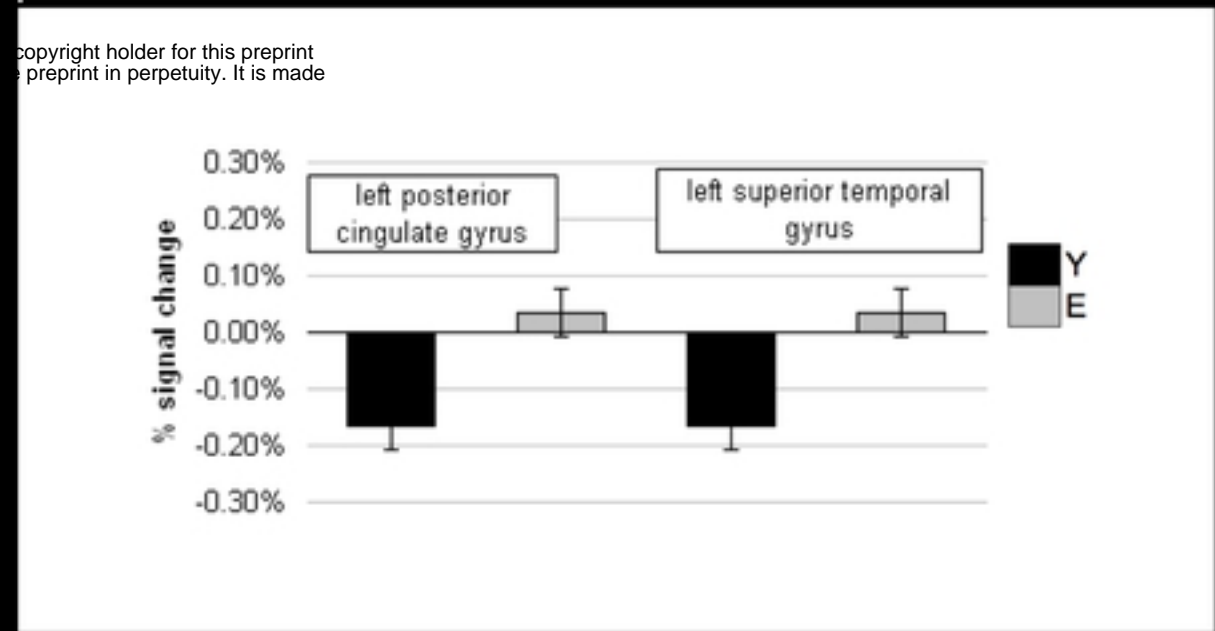 copyright holder for this preprint
preprint in perpetuity. It is made
0.30%
left posterior
cingulate gyrus
left superior temporal
gyrus
0.20%
0.10%
0.00%
-0.10%
-0.20%
-0.30%
% signal change
Y
E